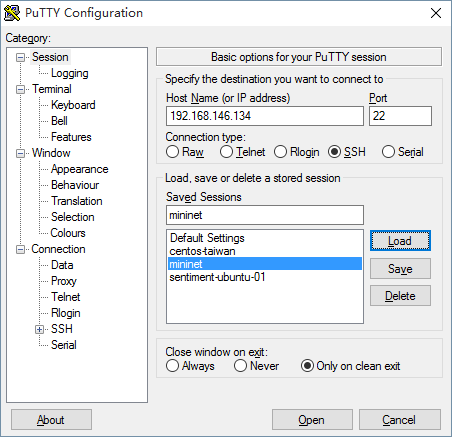 PuTTY Configuration
Category:
Session
Logging
Terminal
Keyboard
Bell
Features
Window
Appearance
Behaviour
Translation
Selection
Colours
Connection
Data
Proxy
Telnet
Rlogin
SSH
Serial
Basic options for your PuTTY session
Specify the destination you want to connect to
Host Name (or IP address) Port
192.168.146.134 22
Connection type:
Raw Telnet Rlogin SSH Serial
Load, save or delete a stored session
Saved Sessions
mininet
Default Settings
centos-taiwan
mininet
sentiment-ubuntu-01
Load
Save
Delete
Close window on exit:
Always Never Only on clean exit
About Open Cancel